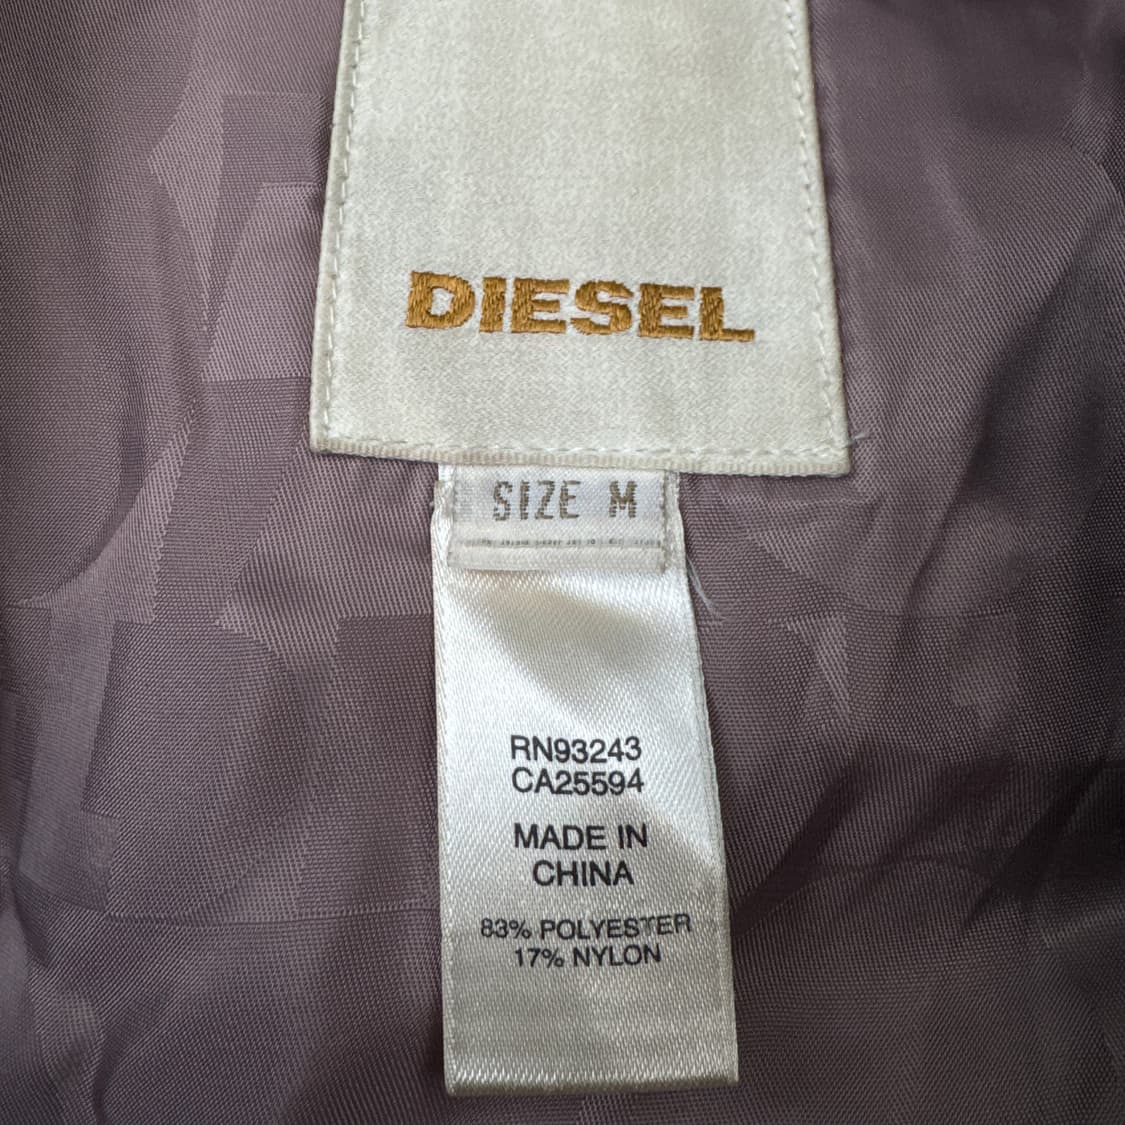 DIESEL
SIZE M
RN93243
CA25594
MADE IN
CHINA
83% POLYESTER
17% NYLON